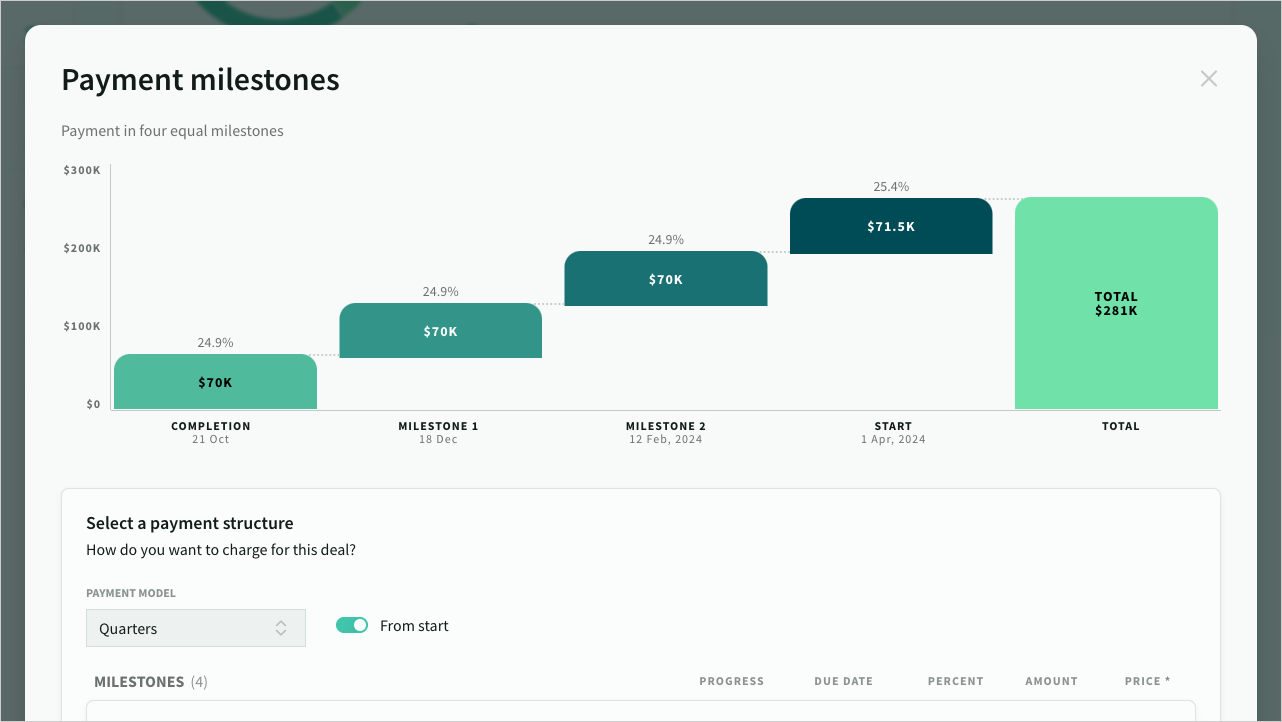 Payment milestones
Payment in four equal milestones
$300K
$200K
$100K
$0
24.9%
$70K
24.9%
$70K
24.9%
$70K
25.4%
$71.5K
TOTAL
$281K
COMPLETION
21 Oct
MILESTONE 1
18 Dec
MILESTONE 2
12 Feb, 2024
START
1 Apr, 2024
TOTAL
Select a payment structure
How do you want to charge for this deal?
PAYMENT MODEL
Quarters
From start
MILESTONES (4) PROGRESS DUE DATE PERCENT AMOUNT PRICE *